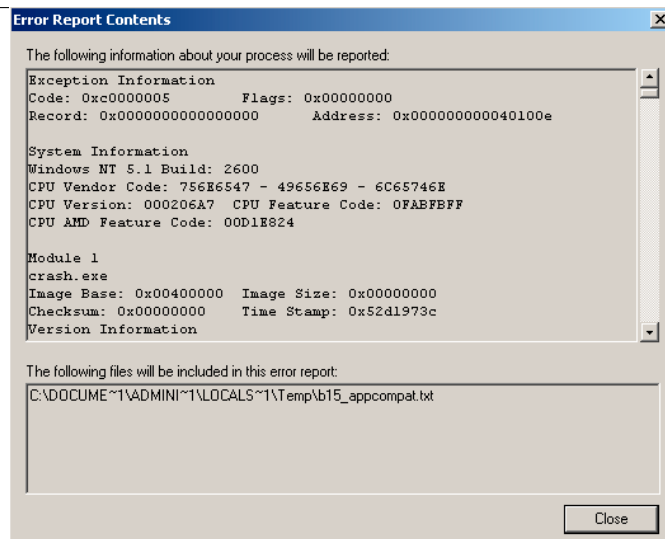 Error Report Contents
The following information about your process will be reported:
Exception Information
Code: 0xc0000005 Flags: 0x00000000
Record: 0x0000000000000000 Address: 0x000000000040100e
System Information
Windows NT 5.1 Build: 2600
CPU Vendor Code: 756E6547 - 49656E69 - 6C65746E
CPU Version: 000206A7 CPU Feature Code: 0FABFBFF
CPU AMD Feature Code: 00D1E824
Module 1
crash.exe
Image Base: 0x00400000 Image Size: 0x00000000
Checksum: 0x00000000 Time Stamp: 0x52d1973c
Version Information
The following files will be included in this error report:
C:\DOCUME~1\ADMINI~1\LOCALS~1\Temp\b15_appcompat.txt
Close